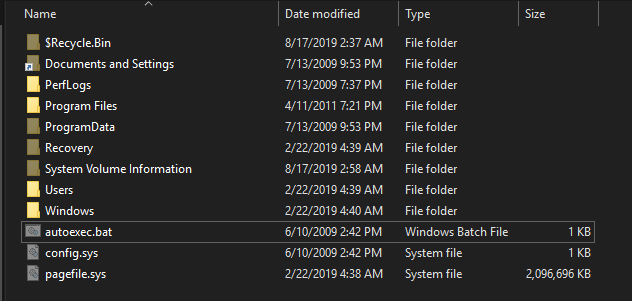 Name Date modified Type Size
$Recycle.Bin 8/17/2019 2:37 AM File folder
Documents and Settings 7/13/2009 9:53 PM File folder
PerfLogs 7/13/2009 7:37 PM File folder
Program Files 4/11/2011 7:21 PM File folder
ProgramData 7/13/2009 9:53 PM File folder
Recovery 2/22/2019 4:39 AM File folder
System Volume Information 8/17/2019 2:58 AM File folder
Users 2/22/2019 4:39 AM File folder
Windows 2/22/2019 4:40 AM File folder
autoexec.bat 6/10/2009 2:42 PM Windows Batch File 1 KB
config.sys 6/10/2009 2:42 PM System file 1 KB
pagefile.sys 2/22/2019 4:38 AM System file 2,096,696 KB